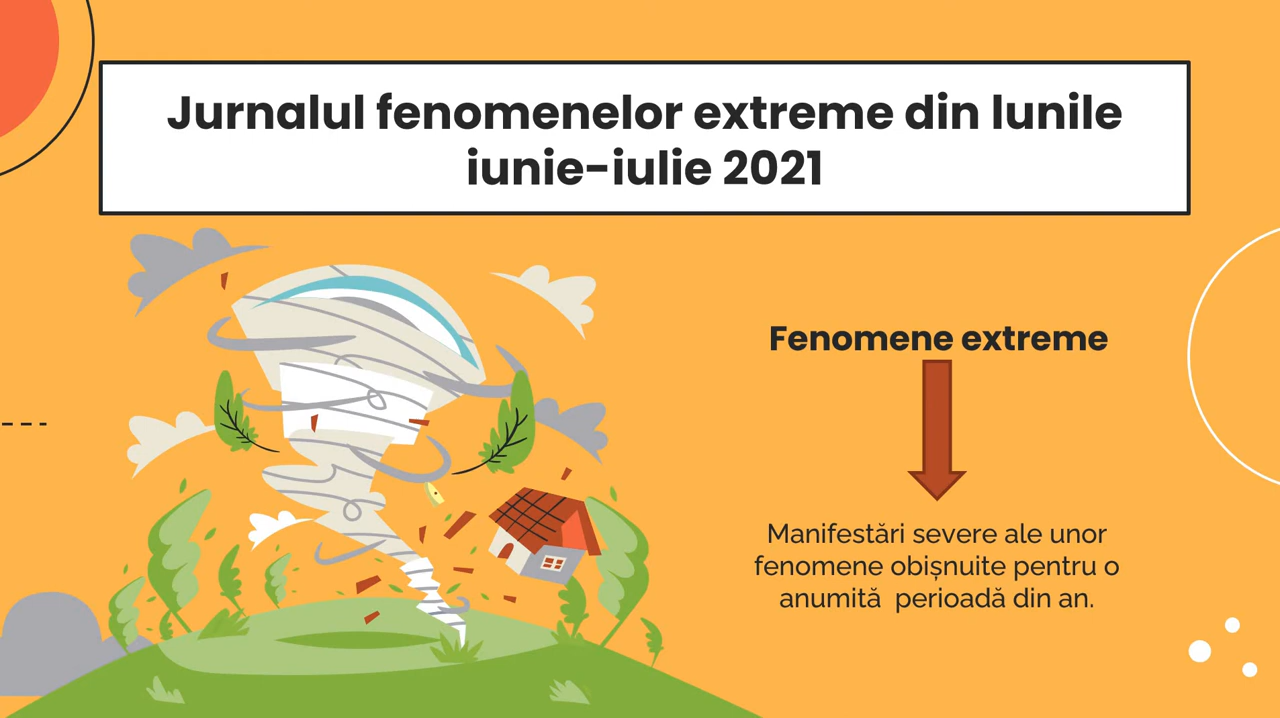 Jurnalul fenomenelor extreme din lunile
iunie-iulie 2021
Fenomene extreme
Manifestări severe ale unor
fenomene obișnuite pentru o
anumită perioadă din an.